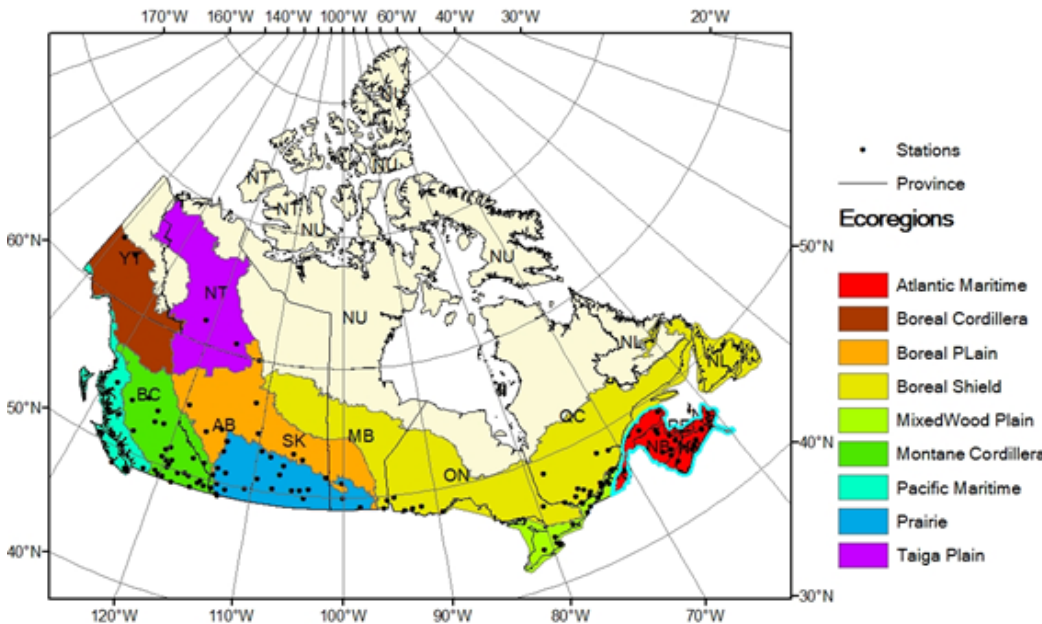 170°W 160°W 140°W 120°W 100°W 60°W 40°W 30°W 20°W
60°N
50°N
40°N
50°N
40°N
30°N
120°W 110°W 100°W 90°W 80°W 70°W
NU
NU
NT
NT
NU
NU
YT
NT
NU
NL
NL
BC
AB
SK
MB
ON
QC
NB
Stations
Province
Ecoregions
Atlantic Maritime
Boreal Cordillera
Boreal PLain
Boreal Shield
MixedWood Plain
Montane Cordillera
Pacific Maritime
Prairie
Taiga Plain